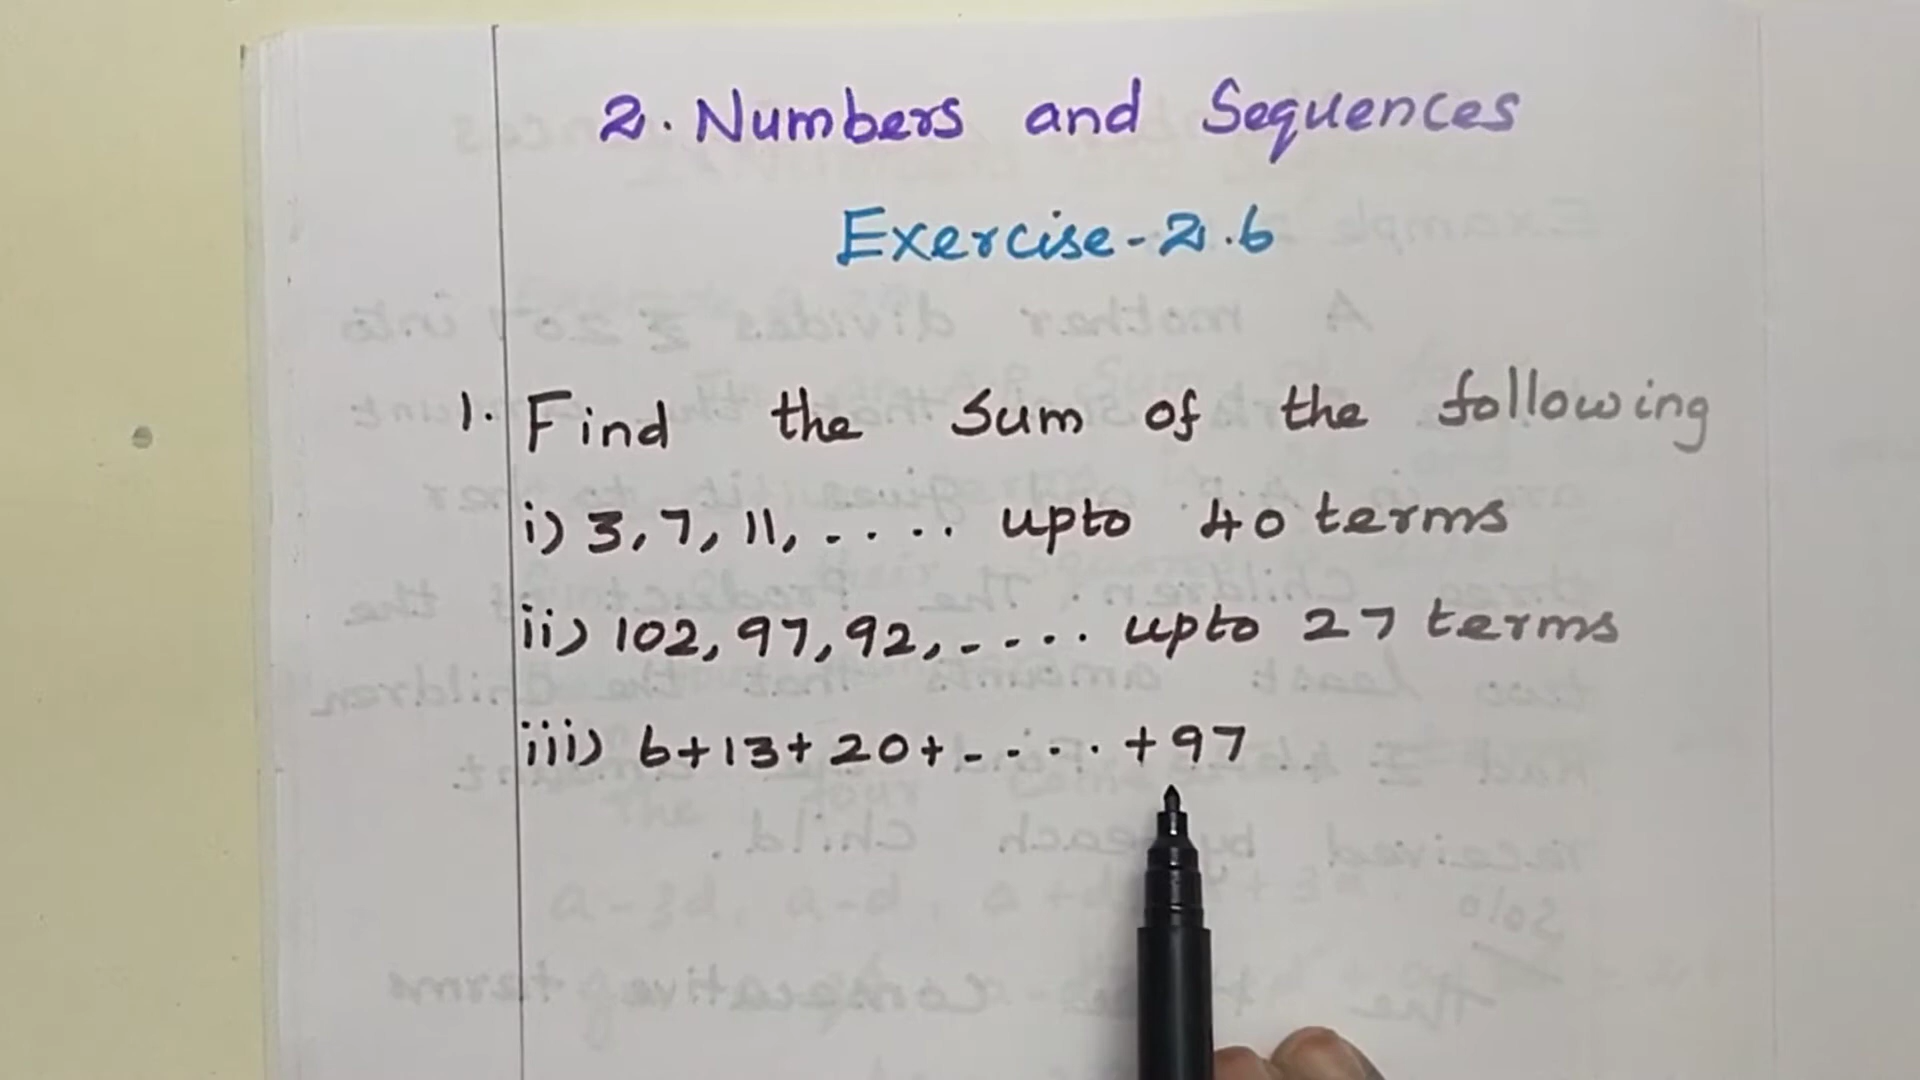 2. Numbers and Sequences
Exercise-2.6
1. Find the Sum of the following
i) 3, 7, 11, ..... upto 40 terms
ii) 102, 97, 92, ..... upto 27 terms
iii) 6+13+20+..... +97